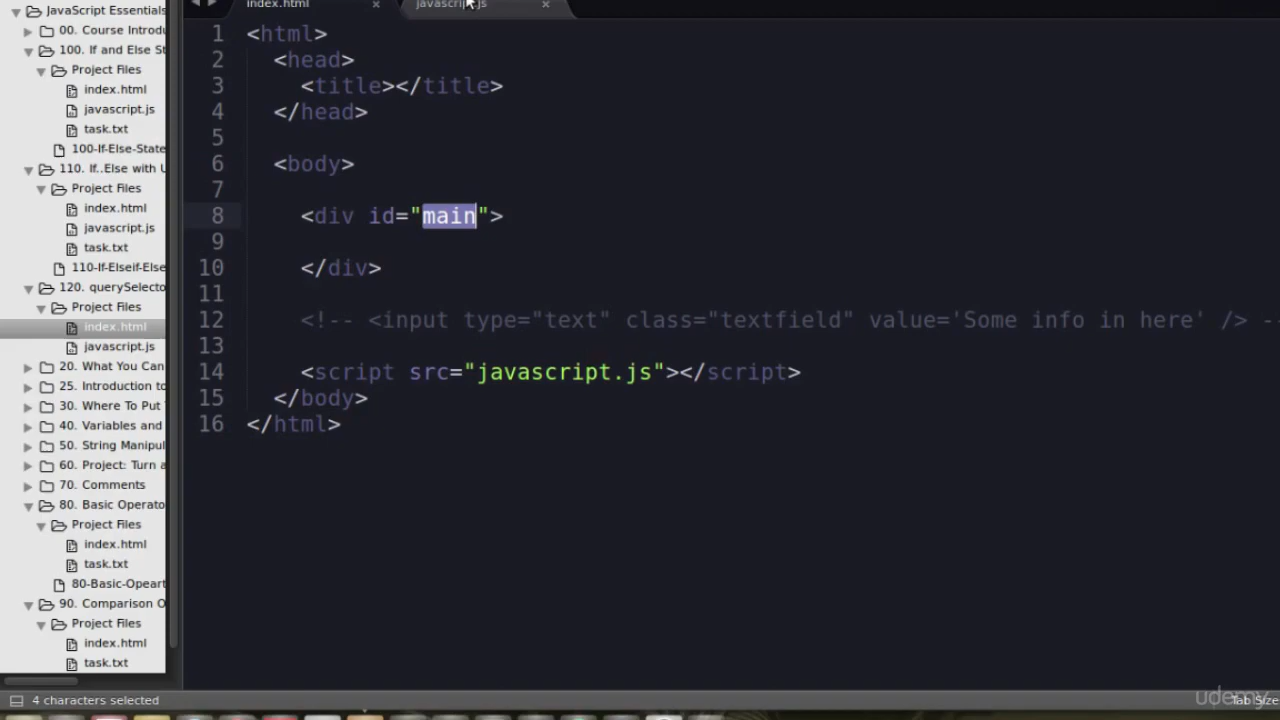 index.html
javascript.js
JavaScript Essentials
00. Course Introdu
100. If and Else St
Project Files
index.html
javascript.js
task.txt
100-If-Else-State
110. If..Else with U
Project Files
index.html
javascript.js
task.txt
110-If-Elseif-Else
120. querySelecto
Project Files
index.html
javascript.js
20. What You Can
25. Introduction to
30. Where To Put
40. Variables and
50. String Manipul
60. Project: Turn a
70. Comments
80. Basic Operato
Project Files
index.html
task.txt
80-Basic-Opeart
90. Comparison O
Project Files
index.html
task.txt
1 <html>
2 <head>
3 <title></title>
4 </head>
5
6 <body>
7
8 <div id="main">
9
10 </div>
11
12 <!-- <input type="text" class="textfield" value='Some info in here' /> -
13
14 <script src="javascript.js"></script>
15 </body>
16 </html>
4 characters selected
Tab Size
udemy